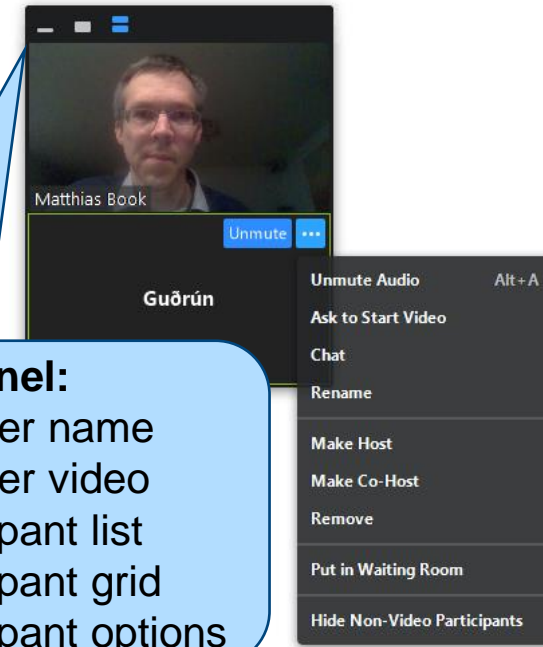 Matthias Book
Unmute ...
Guðrún
Unmute Audio Alt+A
Ask to Start Video
Chat
Rename
Make Host
Make Co-Host
Remove
Put in Waiting Room
Hide Non-Video Participants
nel:
er name
er video
pant list
pant grid
pant options